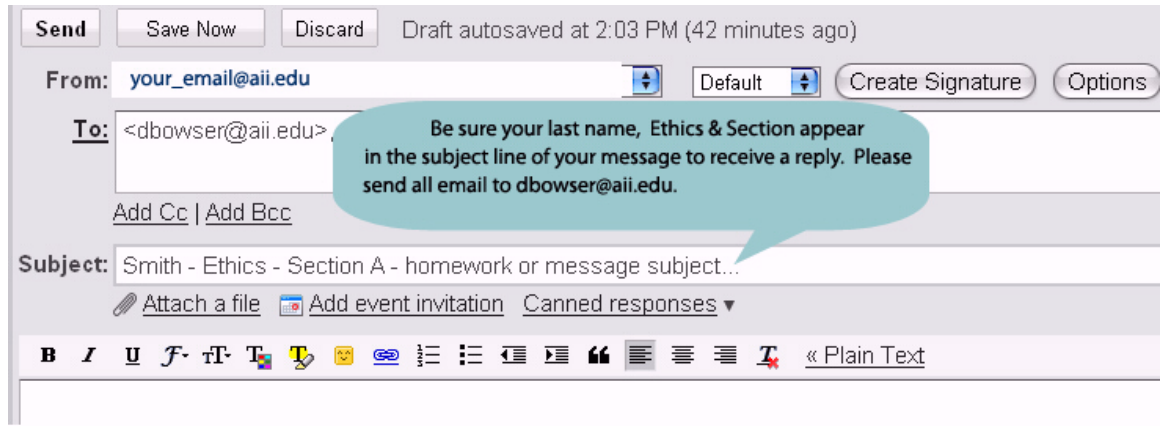 Send Save Now Discard Draft autosaved at 2:03 PM (42 minutes ago)
From: your_email@aii.edu Default Create Signature Options
To: <dbowser@aii.edu>,
Be sure your last name, Ethics & Section appear
in the subject line of your message to receive a reply. Please
send all email to dbowser@aii.edu.
Add Cc | Add Bcc
Subject: Smith - Ethics - Section A - homework or message subject...
Attach a file Add event invitation Canned responses ▾
B I U F T T T T « Plain Text